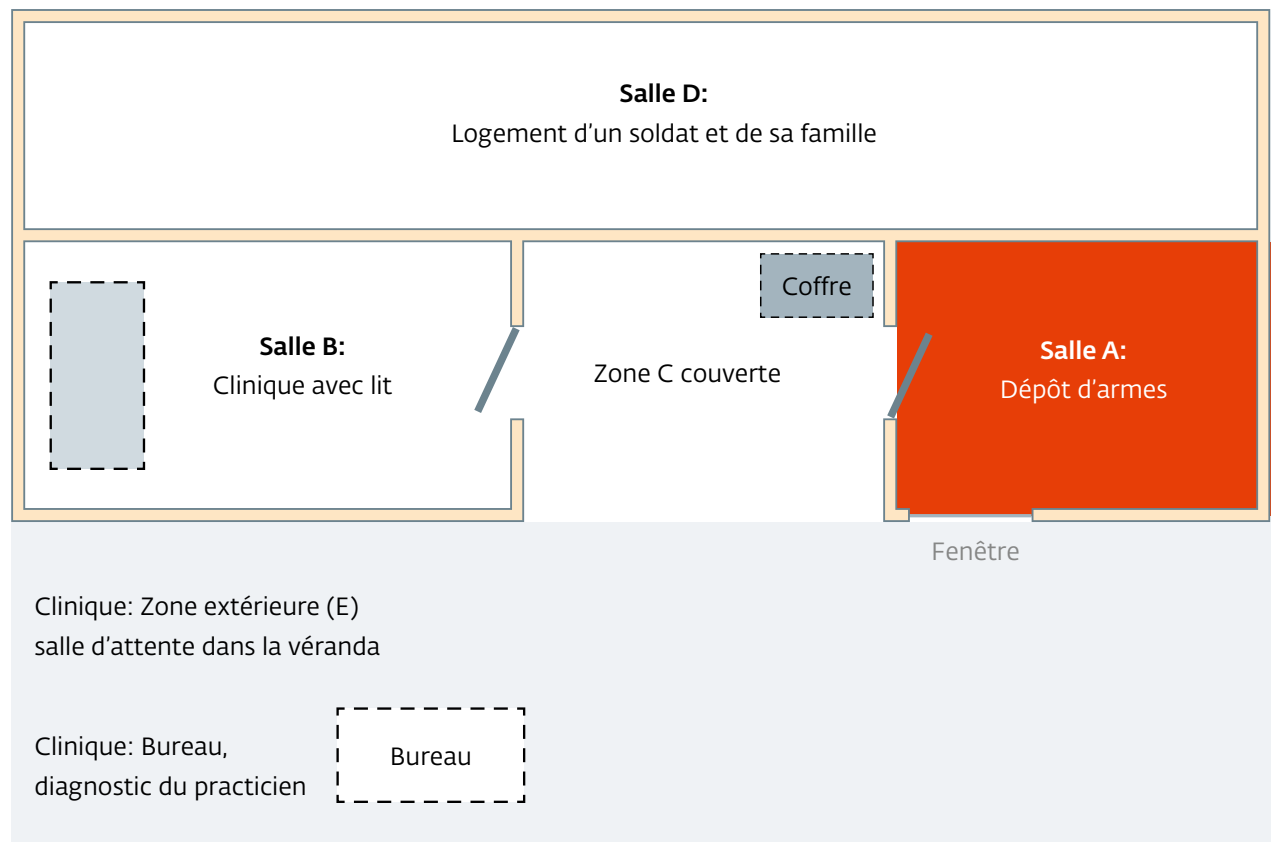 Salle D:
Logement d'un soldat et de sa famille
Coffre
Salle B:
Clinique avec lit
Zone C couverte
Salle A:
Dépôt d'armes
Fenêtre
Clinique: Zone extérieure (E)
salle d'attente dans la véranda
Clinique: Bureau,
diagnostic du practicien
Bureau